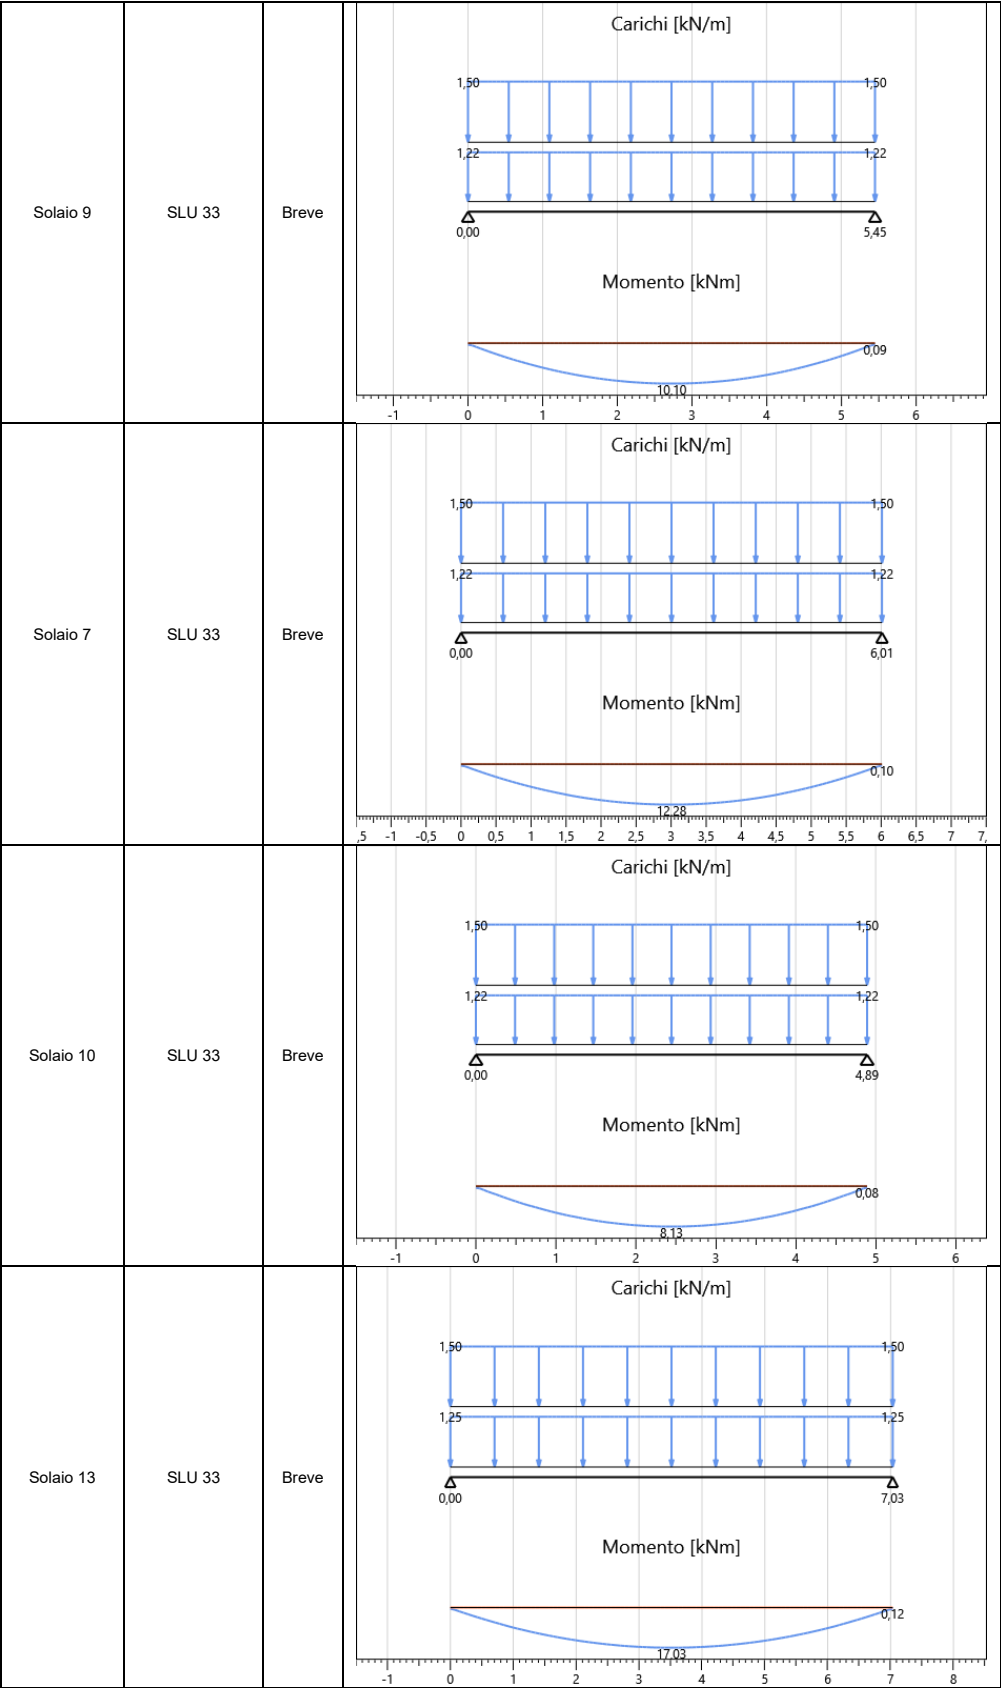 Carichi [kN/m]
1,50 1,50
1,22 1,22
Solaio 9 SLU 33 Breve
0,00 5,45
Momento [kNm]
0,09
10,10
-1 0 1 2 3 4 5 6
Carichi [kN/m]
1,50 1,50
1,22 1,22
Solaio 7 SLU 33 Breve
0,00 6,01
Momento [kNm]
0,10
12,28
,5 -1 -0,5 0 0,5 1 1,5 2 2,5 3 3,5 4 4,5 5 5,5 6 6,5 7 7,
Carichi [kN/m]
1,50 1,50
1,22 1,22
Solaio 10 SLU 33 Breve
0,00 4,89
Momento [kNm]
0,08
8,13
-1 0 1 2 3 4 5 6
Carichi [kN/m]
1,50 1,50
1,25 1,25
Solaio 13 SLU 33 Breve
0,00 7,03
Momento [kNm]
0,12
17,03
-1 0 1 2 3 4 5 6 7 8